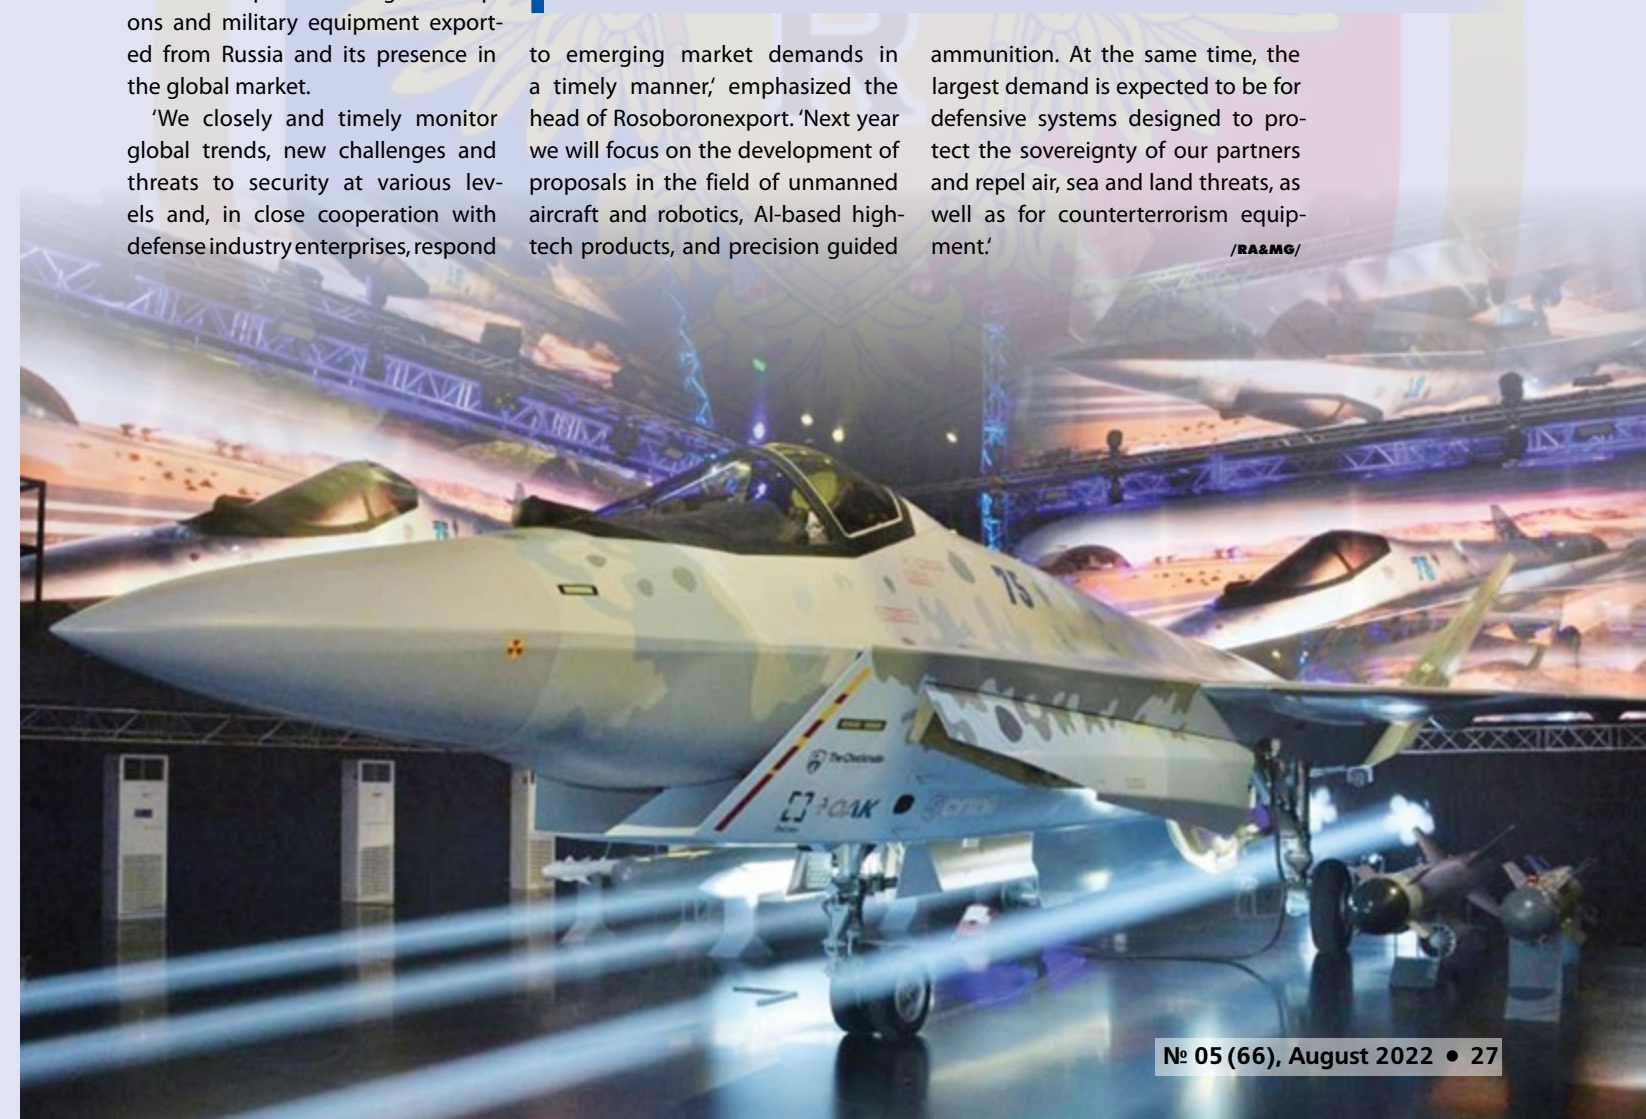 ons and military equipment export-
ed from Russia and its presence in
the global market.
‘We closely and timely monitor
global trends, new challenges and
threats to security at various lev-
els and, in close cooperation with
defense industry enterprises, respond
to emerging market demands in
a timely manner,‘ emphasized the
head of Rosoboronexport. ‘Next year
we will focus on the development of
proposals in the field of unmanned
aircraft and robotics, AI-based high-
tech products, and precision guided
ammunition. At the same time, the
largest demand is expected to be for
defensive systems designed to pro-
tect the sovereignty of our partners
and repel air, sea and land threats, as
well as for counterterrorism equip-
ment.‘
/RA&MG/
75
75
75
The Checkmate
OAK
№ 05 (66), August 2022 • 27